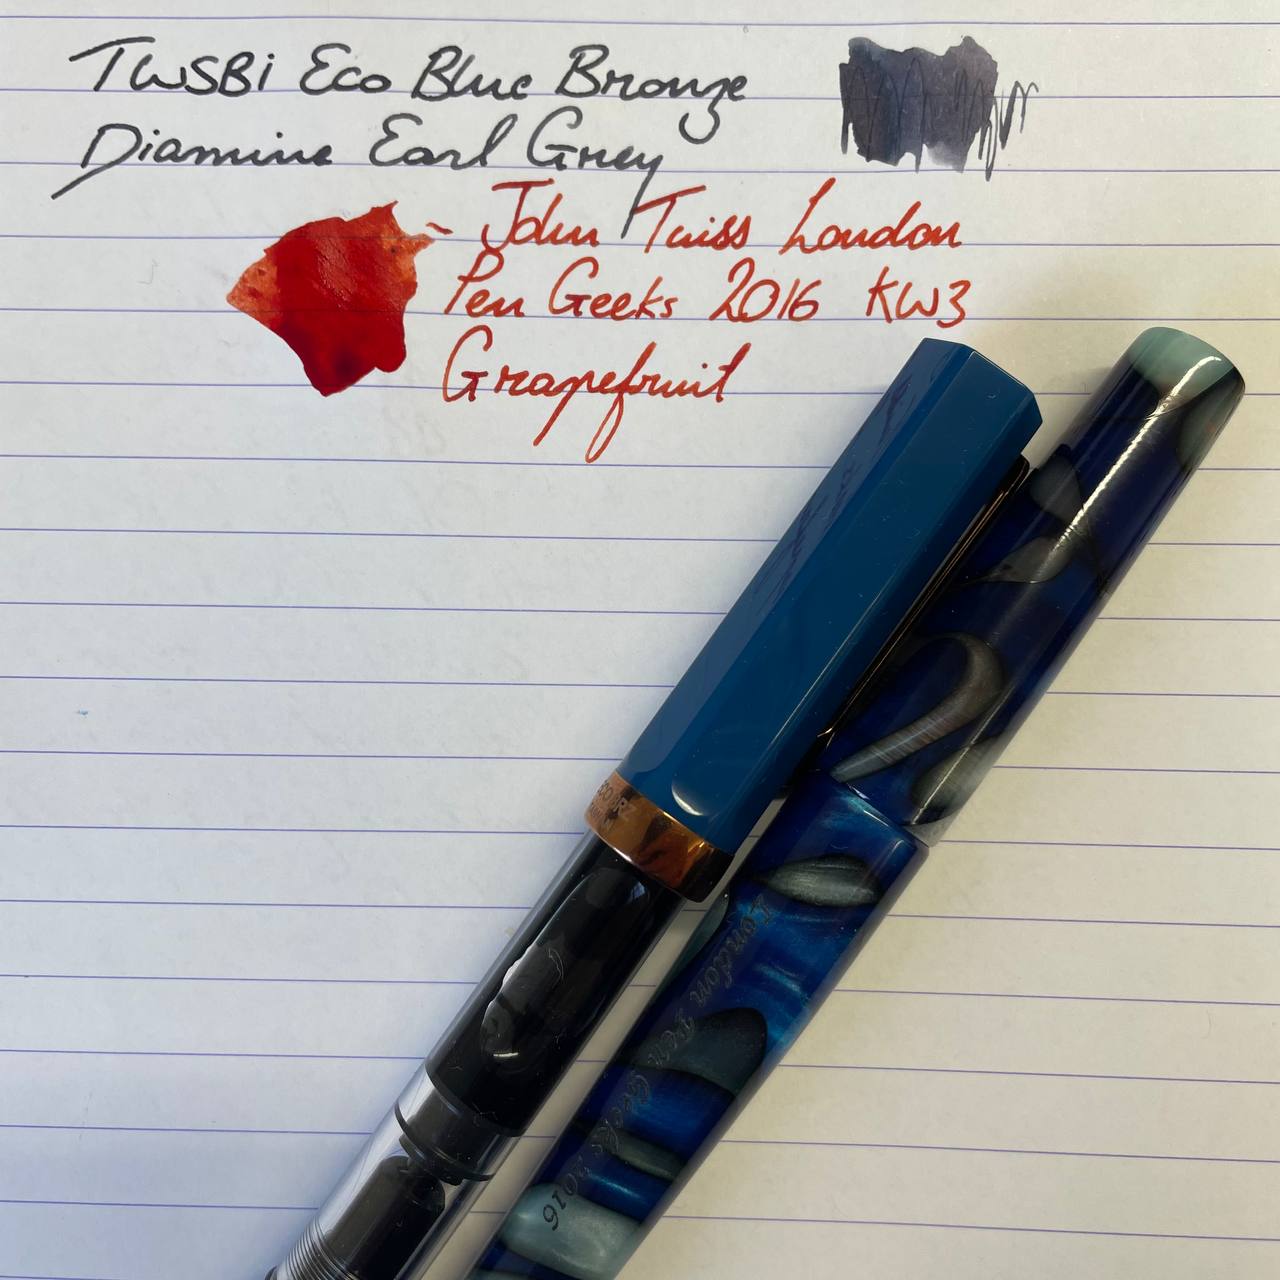 TWSBi Eco Blue Bronze
Diamine Earl Grey
~ John Twiss London
Pen Geeks 2016 KW3
Grapefruit
London Pen Geeks 2016